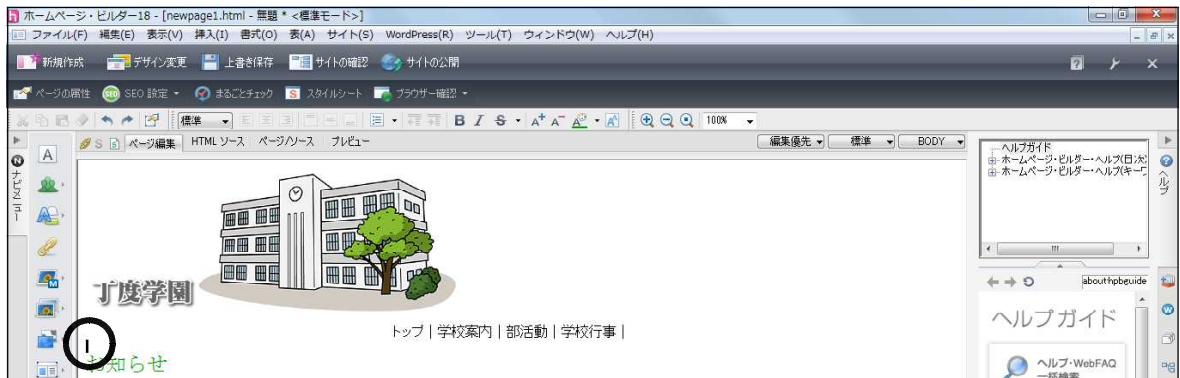 ホームページ・ビルダー18 - [newpage1.html - 無題 * <標準モード>]
ファイル(F) 編集(E) 表示(V) 挿入(I) 書式(O) 表(A) サイト(S) WordPress(R) ツール(T) ウィンドウ(W) ヘルプ(H)
新規作成 デザイン変更 上書き保存 サイトの確認 サイトの公開
ページの属性 SEO SEO 設定 まるごとチェック S スタイルシート ブラウザー確認
標準 B I S A+ A- A 100%
S ページ編集 HTML ソース ページ/ソース プレビュー 編集優先 標準 BODY
ナビメニュー
A
丁度学園
トップ | 学校案内 | 部活動 | 学校行事 |
お知らせ
ヘルプガイド
ホームページ・ビルダー・ヘルプ(目次
ホームページ・ビルダー・ヘルプ(キーワ
ヘルプ
about:hpbguide
ヘルプガイド
ヘルプ・WebFAQ
一括検索